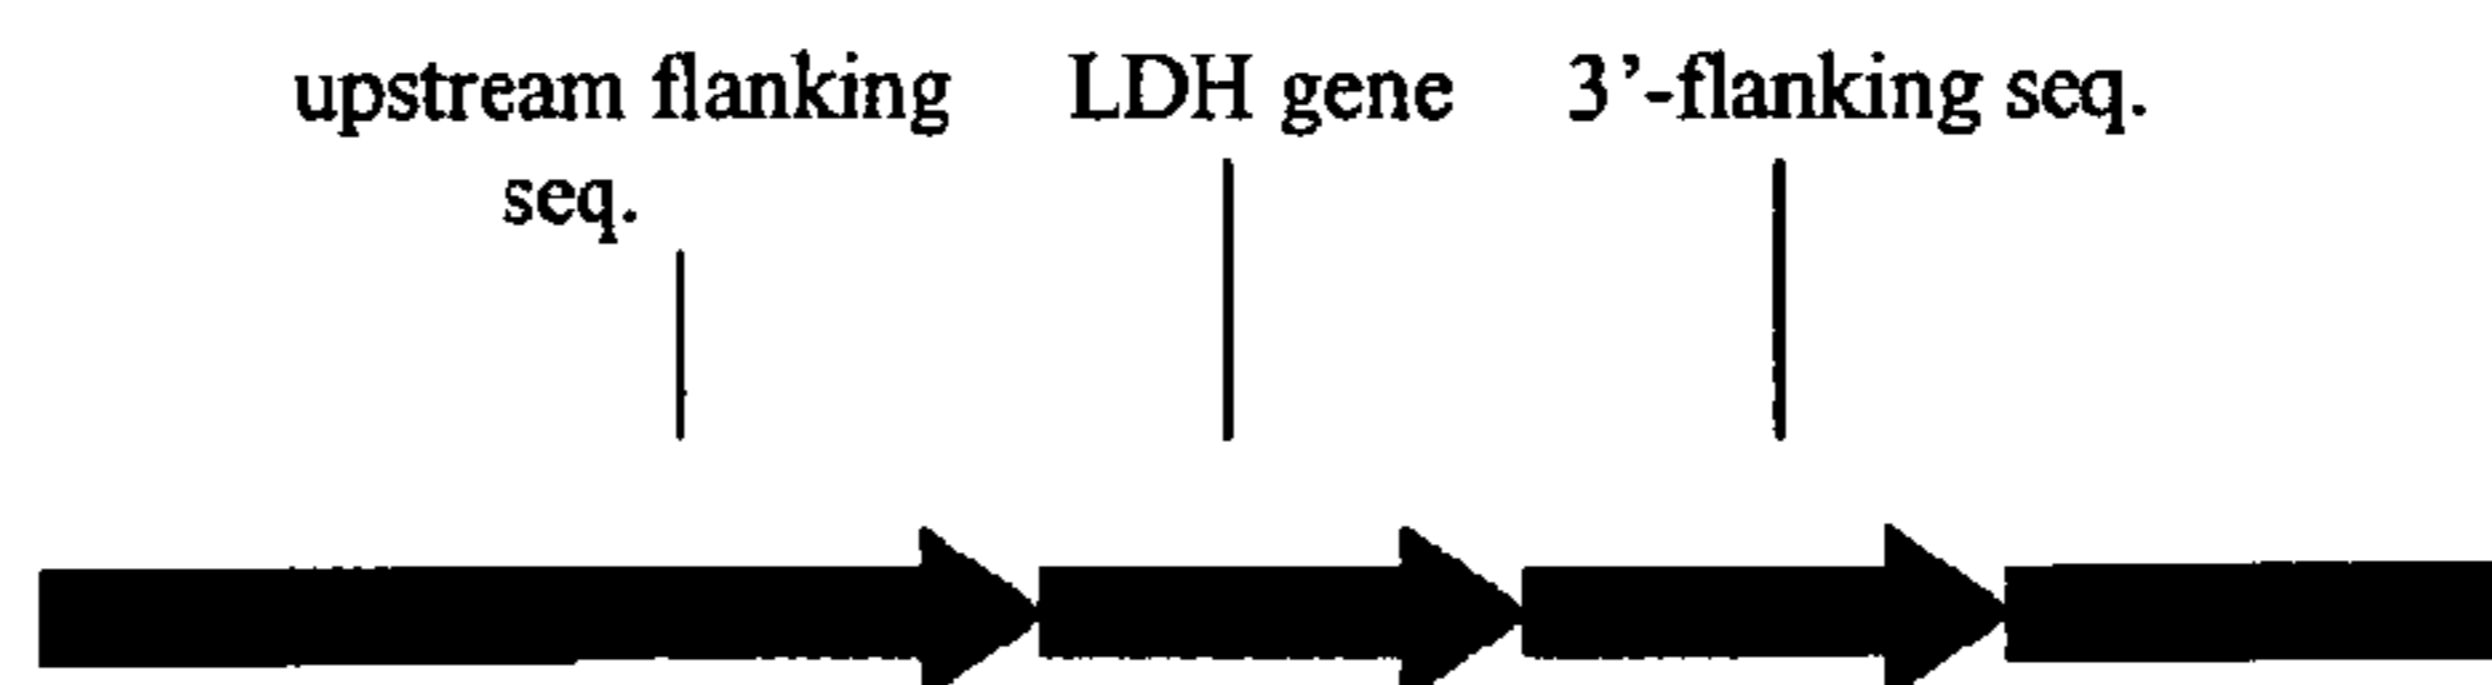 upstream flanking seq.
LDH gene
3’-flanking seq.